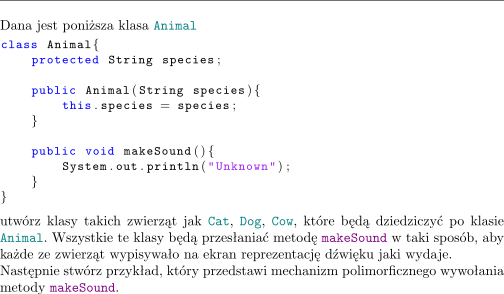 Dana jest poniższa klasa Animal
class Animal{
    protected String species;

    public Animal(String species){
        this.species = species;
    }

    public void makeSound(){
        System.out.println("Unknown");
    }
}
utwórz klasy takich zwierząt jak Cat, Dog, Cow, które będą dziedziczyć po klasie
Animal. Wszystkie te klasy będą przesłaniać metodę makeSound w taki sposób, aby
każde ze zwierząt wypisywało na ekran reprezentację dźwięku jaki wydaje.
Następnie stwórz przykład, który przedstawi mechanizm polimorficznego wywołania
metody makeSound.